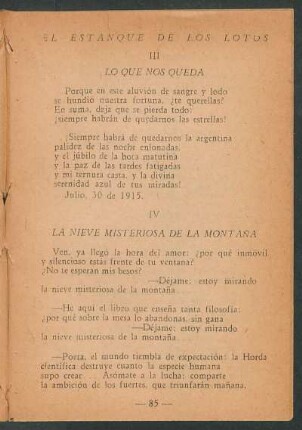 EL ESTANQUE DE LOS LOTOS
III
LO QUE NOS QUEDA
Porque en este aluvión de sangre y lodo
se hundió nuestra fortuna, ¿te querellas?
En suma, deja que se pierda todo:
¡siempre habrán de quedarnos las estrellas!
¡Siempre habrá de quedarnos la argentina
palidez de las noches enlunadas,
y el júbilo de la hora matutina
y la paz de las tardes fatigadas
y mi ternura casta, y la divina
serenidad azul de tus miradas!
Julio, 30 de 1915.
IV
LA NIEVE MISTERIOSA DE LA MONTAÑA
Ven, ya llegó la hora del amor: ¿por qué inmóvil
y silencioso estás frente de tu ventana?
¿No te esperan mis besos?
—Déjame: estoy mirando
la nieve misteriosa de la montaña.
—He aquí el libro que enseña tanta filosofía:
¿por qué sobre la mesa lo abandonas, sin gana
—Déjame: estoy mirando
la nieve misteriosa de la montaña.
—Poeta, el mundo tiembla de expectación: la Horda
científica destruye cuanto la especie humana
supo crear... Asómate a la lucha: comparte
la ambición de los fuertes, que triunfarán mañana.
— 85 —